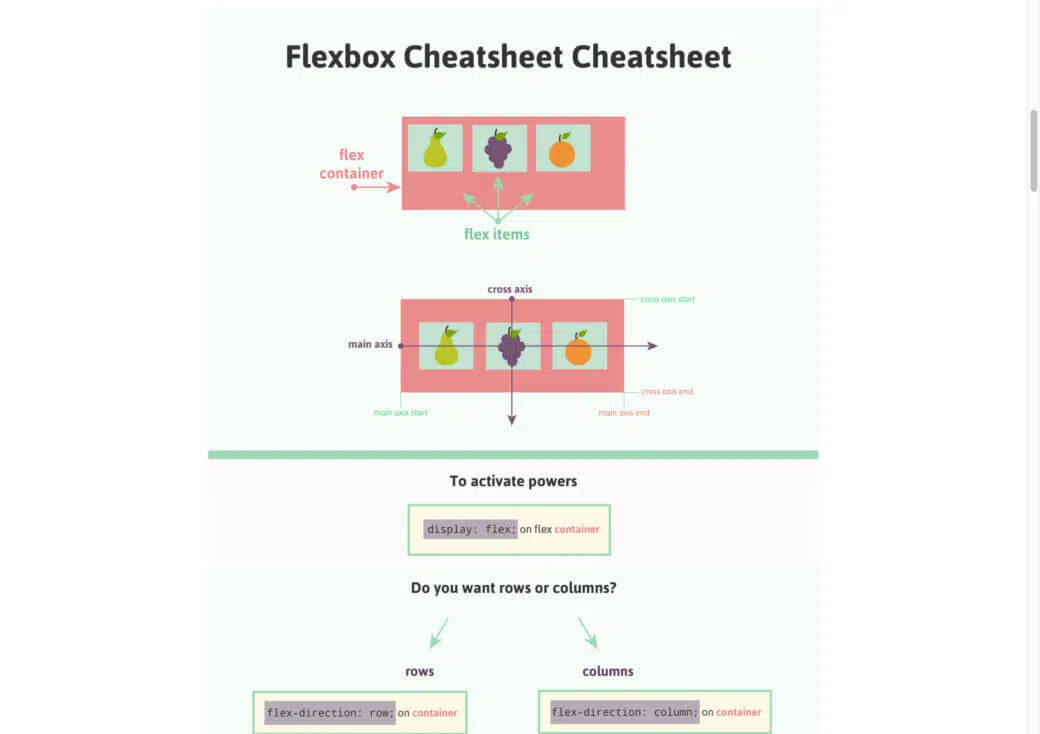 Flexbox Cheatsheet Cheatsheet
flex
container
flex items
cross axis
cross axis start
main axis
cross axis end
main axis start
main axis end
To activate powers
display: flex; on flex container
Do you want rows or columns?
rows
columns
flex-direction: row; on container
flex-direction: column; on container